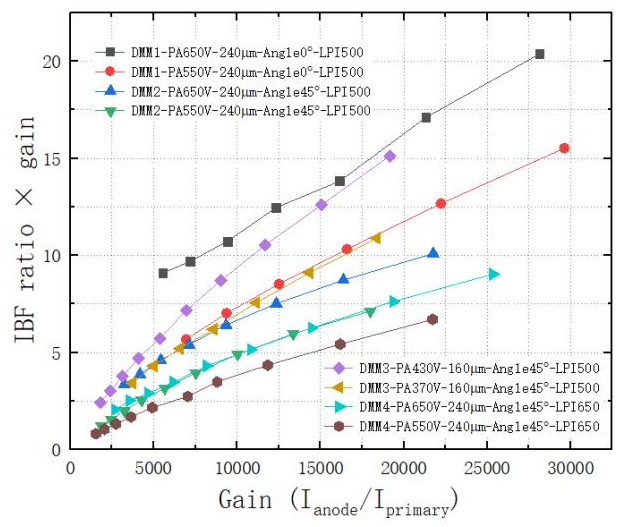 20
15
10
5
0
IBF ratio × gain
DMM1-PA650V-240μm-Angle0°-LPI500
DMM1-PA550V-240μm-Angle0°-LPI500
DMM2-PA650V-240μm-Angle45°-LPI500
DMM2-PA550V-240μm-Angle45°-LPI500
DMM3-PA430V-160μm-Angle45°-LPI500
DMM3-PA370V-160μm-Angle45°-LPI500
DMM4-PA650V-240μm-Angle45°-LPI650
DMM4-PA550V-240μm-Angle45°-LPI650
0 5000 10000 15000 20000 25000 30000
Gain (Ianode/Iprimary)